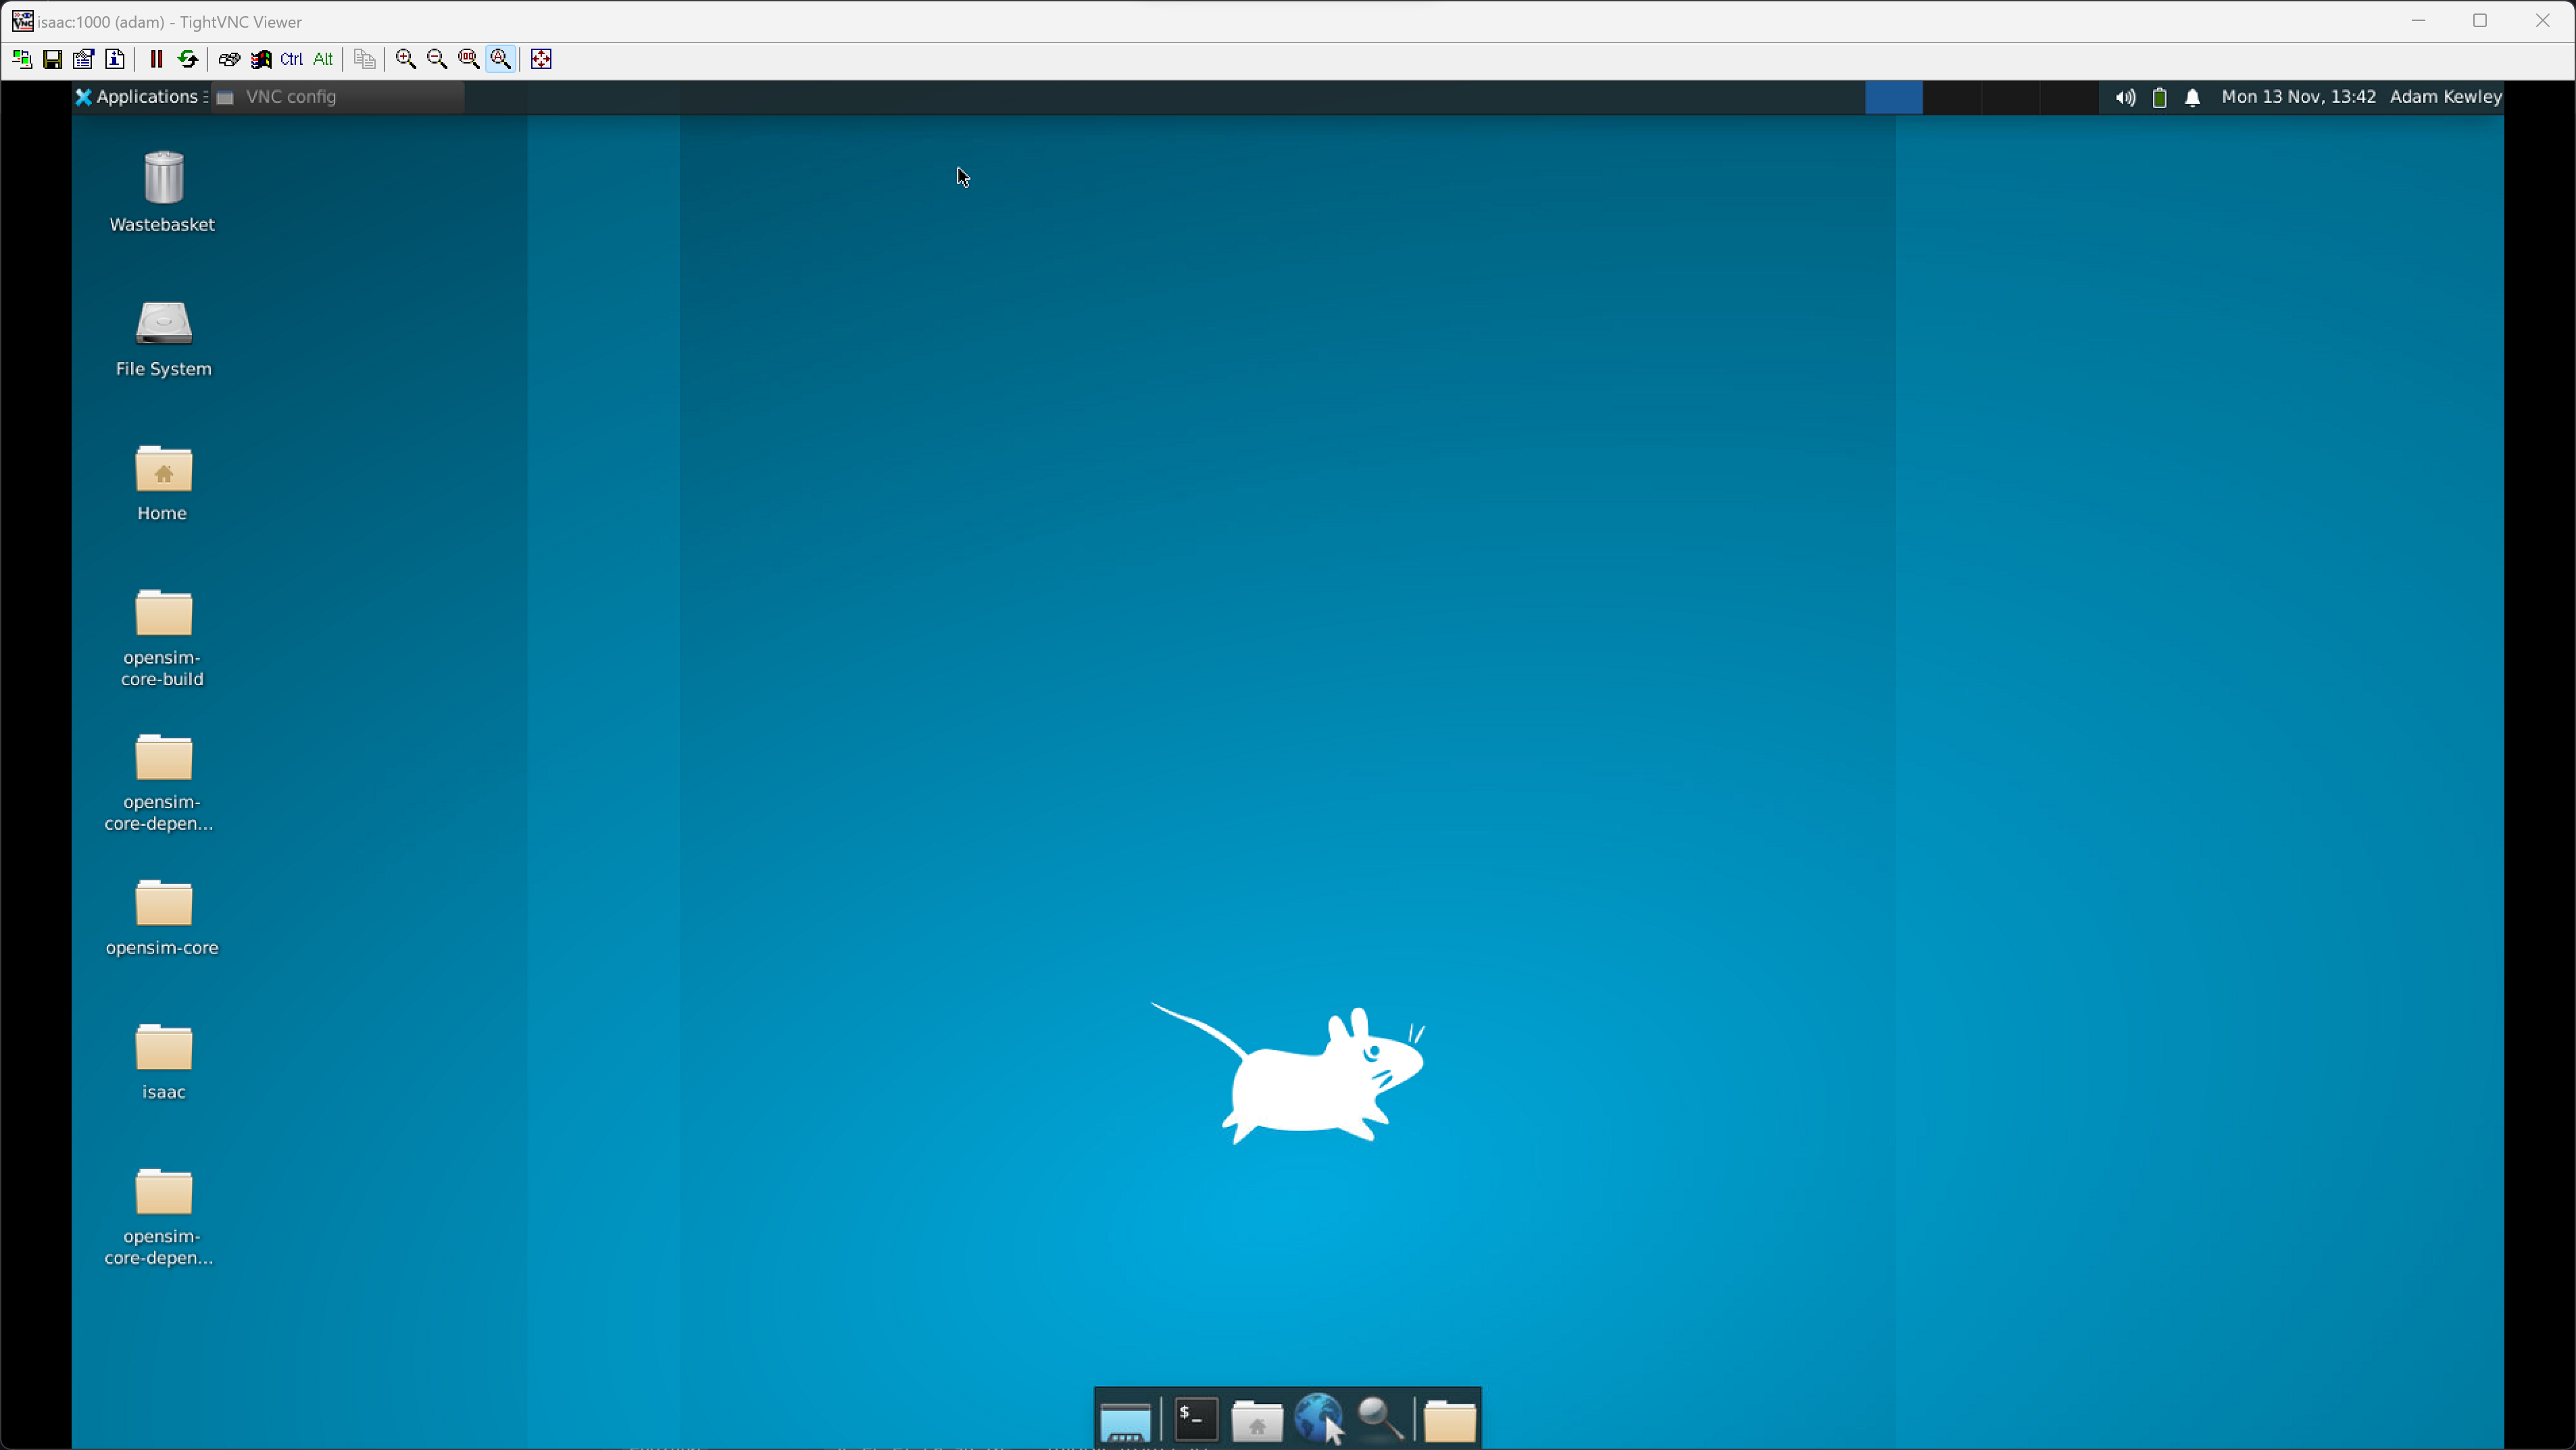 isaac:1000 (adam) - TightVNC Viewer
Ctrl Alt
Applications VNC config Mon 13 Nov, 13:42 Adam Kewley
Wastebasket
File System
Home
opensim-
core-build
opensim-
core-depen...
opensim-core
isaac
opensim-
core-depen...
$_